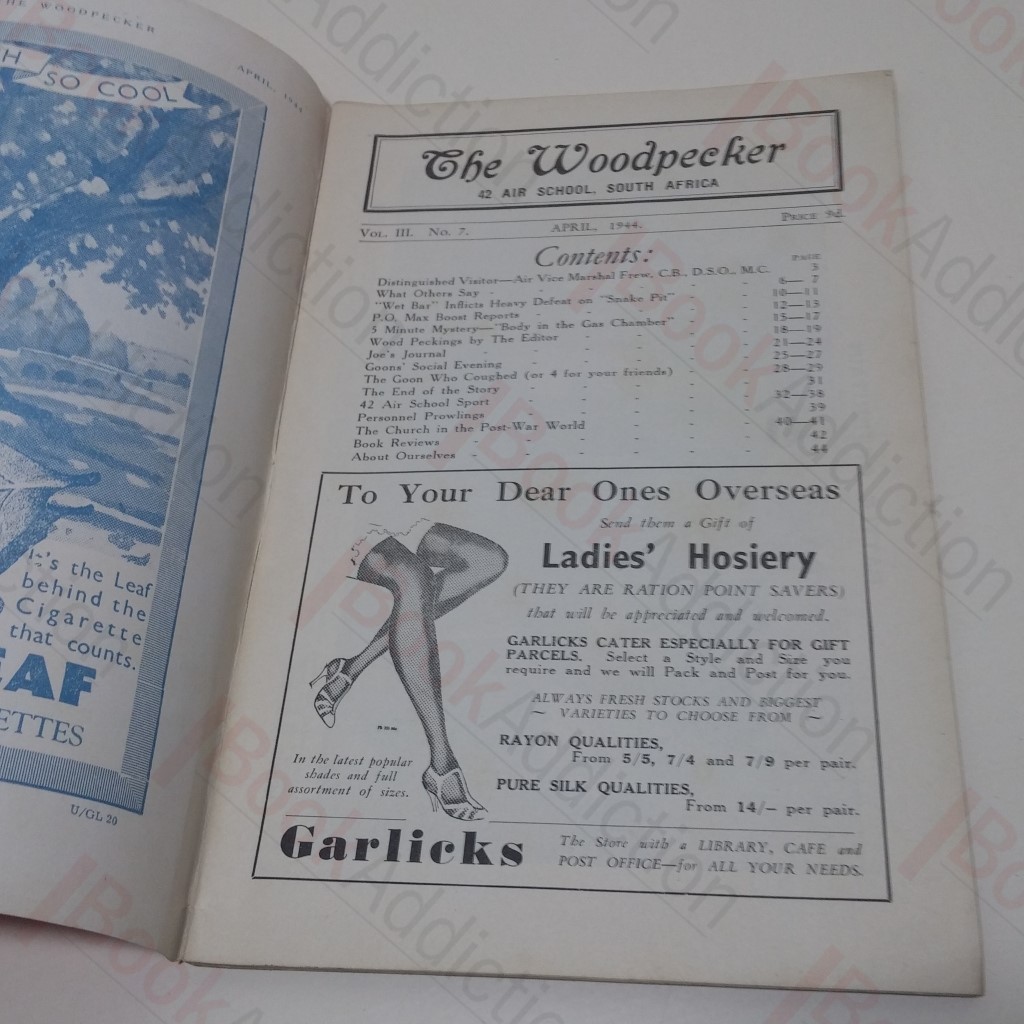 THE WOODPECKER
APRIL, 1944
SO COOL
It's the Leaf
behind the
Cigarette
that counts.
EAF
ETTES
U/GL 20
The Woodpecker
42 AIR SCHOOL, SOUTH AFRICA
VOL. III. No. 7. APRIL, 1944. PRICE 9d.
Contents:
PAGE
Distinguished Visitor—Air Vice Marshal Frew, C.B., D.S.O., M.C. 3
What Others Say - - - - - 6—7
"Wet Bar" Inflicts Heavy Defeat on "Snake Pit" - - 10—11
P.O. Max Boost Reports - - - - - 12—13
5 Minute Mystery—"Body in the Gas Chamber" - - 15—17
Wood Peckings by The Editor - - - - 18—19
Joe's Journal - - - - - 21—24
Goons' Social Evening - - - - 25—27
The Goon Who Coughed (or 4 for your friends) - - 28—29
The End of the Story - - - - 31
42 Air School Sport - - - - 32—38
Personnel Prowlings - - - - 39
The Church in the Post-War World - - - 40—41
Book Reviews - - - - - 42
About Ourselves - - - - - 44
To Your Dear Ones Overseas
Send them a Gift of
Ladies' Hosiery
(THEY ARE RATION POINT SAVERS)
that will be appreciated and welcomed.
GARLICKS CATER ESPECIALLY FOR GIFT
PARCELS. Select a Style and Size you
require and we will Pack and Post for you.
ALWAYS FRESH STOCKS AND BIGGEST
~ VARIETIES TO CHOOSE FROM ~
RAYON QUALITIES,
From 5/5, 7/4 and 7/9 per pair.
PURE SILK QUALITIES,
From 14/– per pair.
In the latest popular
shades and full
assortment of sizes.
Garlicks
The Store with a LIBRARY, CAFE and
POST OFFICE—for ALL YOUR NEEDS.
BookAddiction